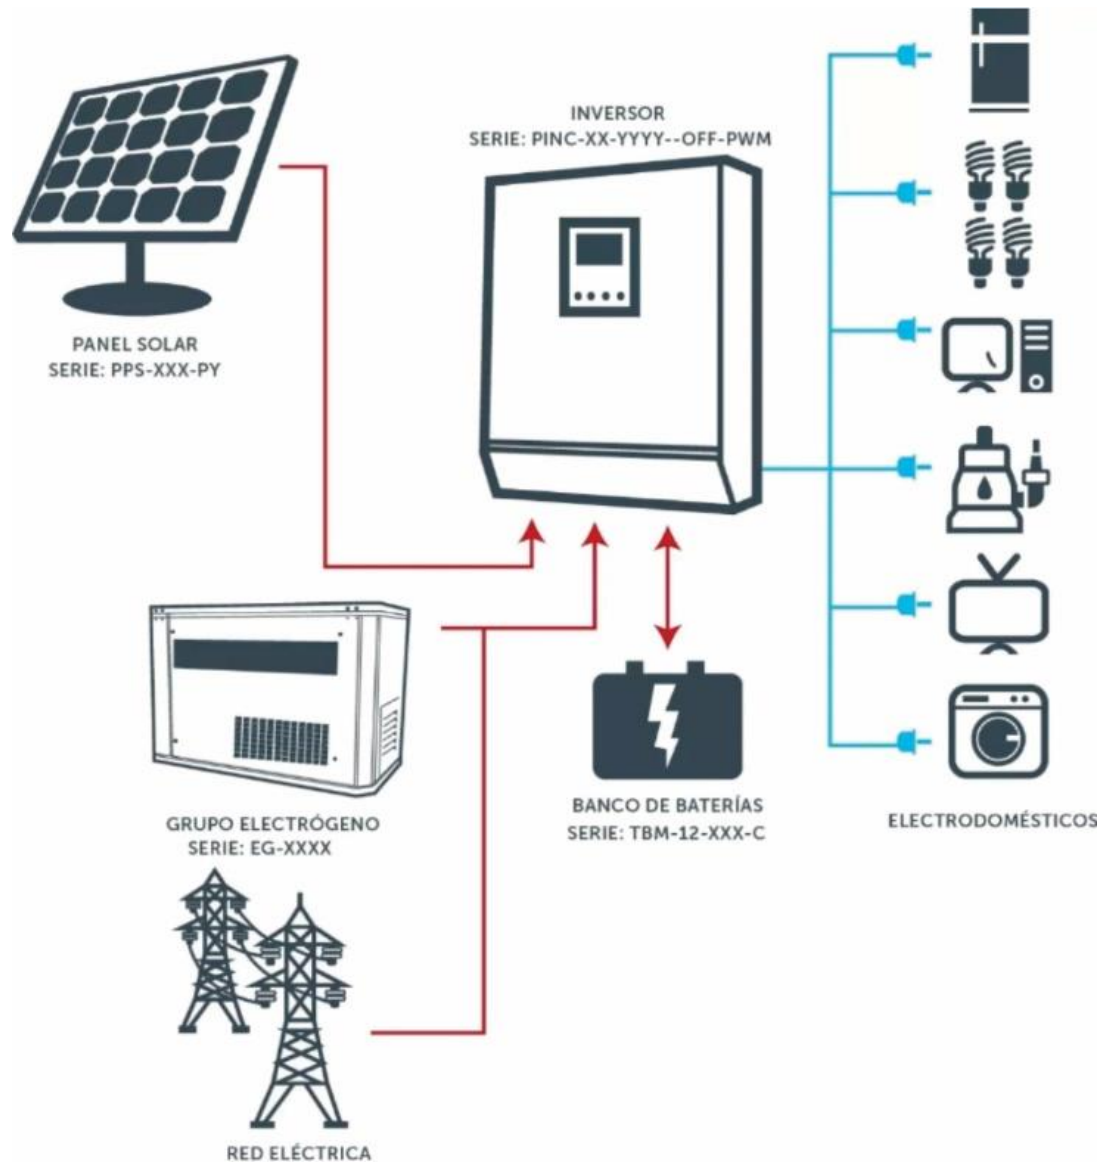 INVERSOR
SERIE: PINC-XX-YYYY--OFF-PWM
PANEL SOLAR
SERIE: PPS-XXX-PY
GRUPO ELECTRÓGENO
SERIE: EG-XXXX
BANCO DE BATERÍAS
SERIE: TBM-12-XXX-C
ELECTRODOMÉSTICOS
RED ELÉCTRICA